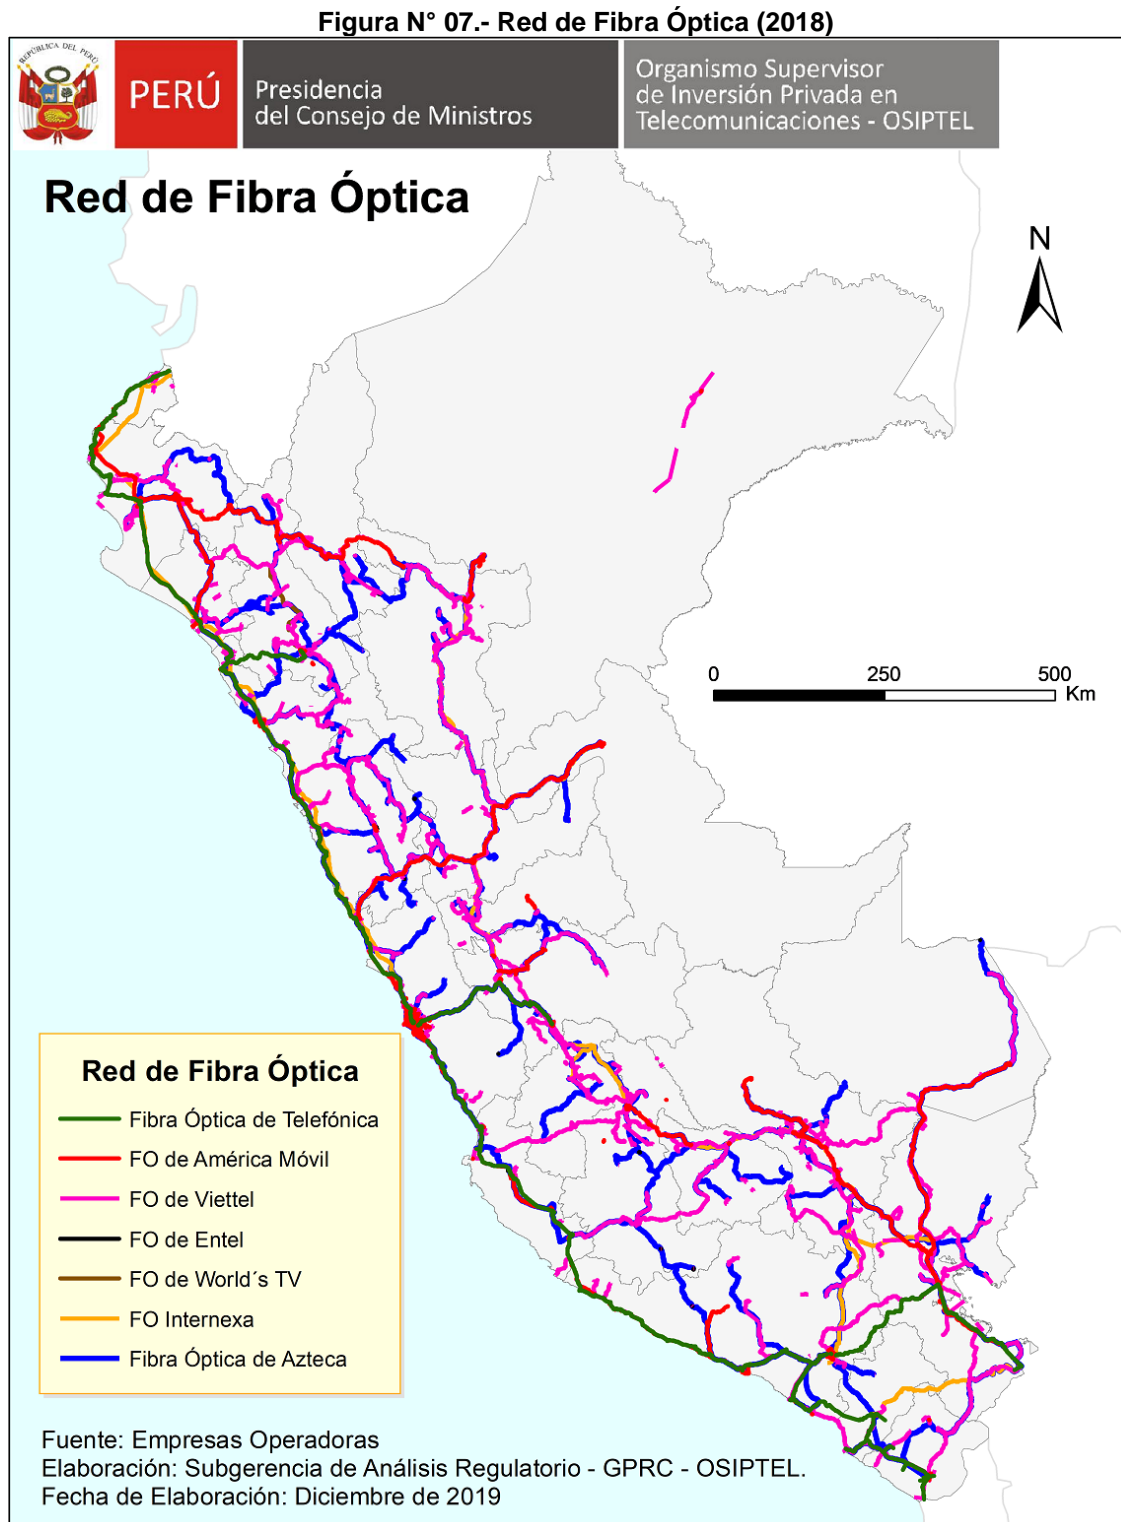 Figura N° 07.- Red de Fibra Óptica (2018)
REPÚBLICA DEL PERÚ
PERÚ
Presidencia
del Consejo de Ministros
Organismo Supervisor
de Inversión Privada en
Telecomunicaciones - OSIPTEL
Red de Fibra Óptica
N
0 250 500
Km
Red de Fibra Óptica
Fibra Óptica de Telefónica
FO de América Móvil
FO de Viettel
FO de Entel
FO de World´s TV
FO Internexa
Fibra Óptica de Azteca
Fuente: Empresas Operadoras
Elaboración: Subgerencia de Análisis Regulatorio - GPRC - OSIPTEL.
Fecha de Elaboración: Diciembre de 2019